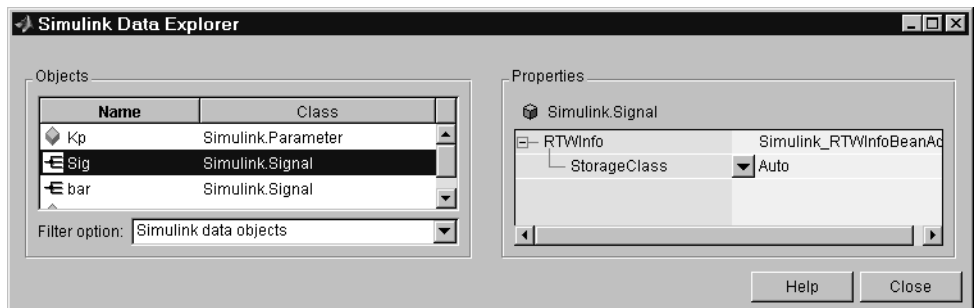 Simulink Data Explorer
Objects
Name Class
Kp Simulink.Parameter
Sig Simulink.Signal
bar Simulink.Signal
Filter option: Simulink data objects
Properties
Simulink.Signal
RTWInfo Simulink_RTWInfoBeanAd
StorageClass Auto
Help Close